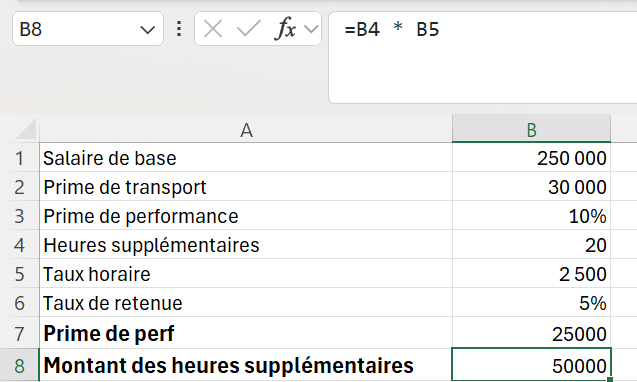 B8 fx =B4 * B5
A B
1 Salaire de base 250 000
2 Prime de transport 30 000
3 Prime de performance 10%
4 Heures supplémentaires 20
5 Taux horaire 2 500
6 Taux de retenue 5%
7 Prime de perf 25000
8 Montant des heures supplémentaires 50000